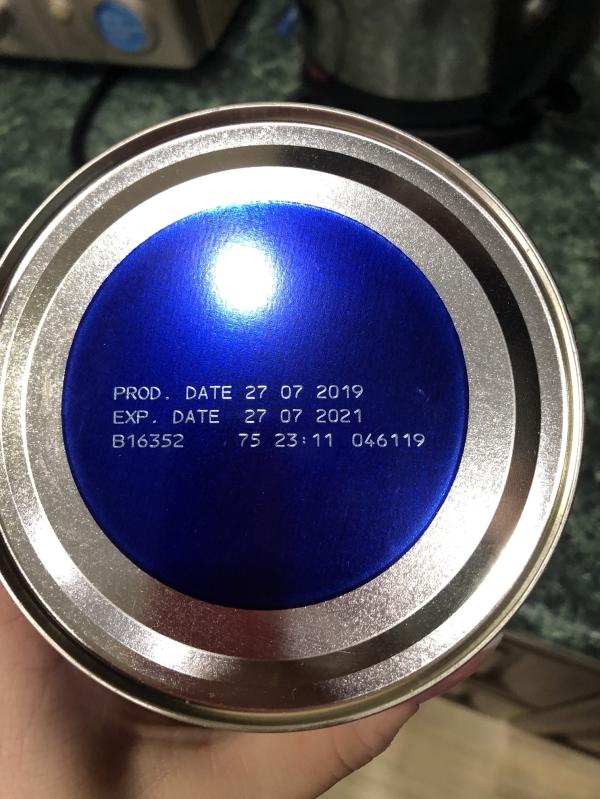 PROD. DATE 27 07 2019
EXP. DATE 27 07 2021
B16352 75 23:11 046119